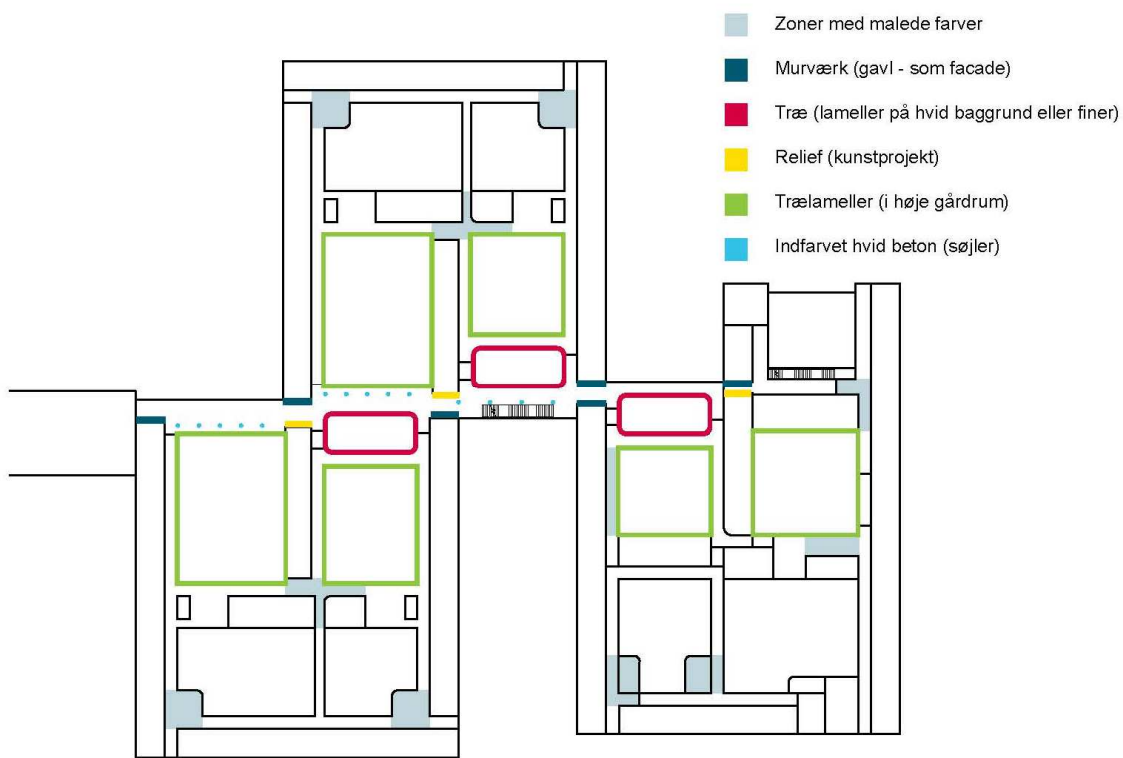 Zoner med malede farver
Murværk (gavl - som facade)
Træ (lameller på hvid baggrund eller finer)
Relief (kunstprojekt)
Trælameller (i høje gårdrum)
Indfarvet hvid beton (søjler)